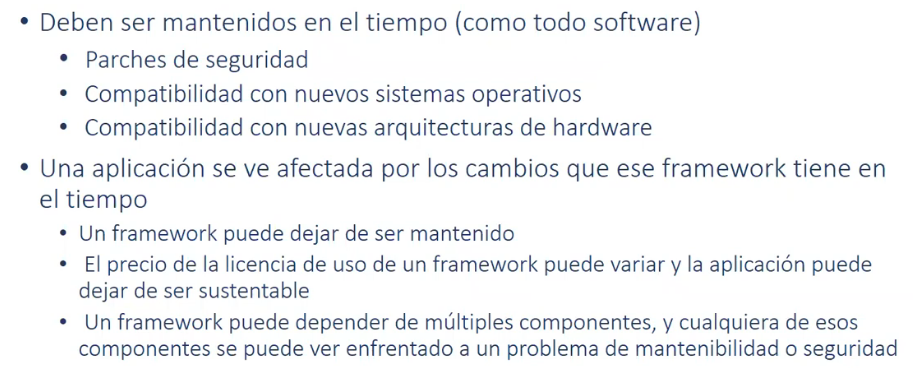 • Deben ser mantenidos en el tiempo (como todo software)
• Parches de seguridad
• Compatibilidad con nuevos sistemas operativos
• Compatibilidad con nuevas arquitecturas de hardware
• Una aplicación se ve afectada por los cambios que ese framework tiene en
el tiempo
• Un framework puede dejar de ser mantenido
• El precio de la licencia de uso de un framework puede variar y la aplicación puede
dejar de ser sustentable
• Un framework puede depender de múltiples componentes, y cualquiera de esos
componentes se puede ver enfrentado a un problema de mantenibilidad o seguridad